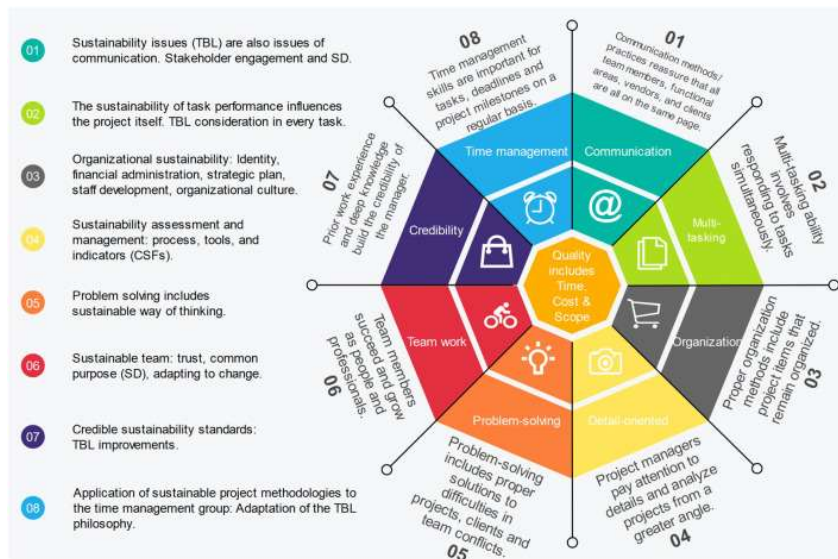 01
Sustainability issues (TBL) are also issues of
communication. Stakeholder engagement and SD.
02
The sustainability of task performance influences
the project itself. TBL consideration in every task.
03
Organizational sustainability: Identity,
financial administration, strategic plan,
staff development, organizational culture.
04
Sustainability assessment and
management: process, tools, and
indicators (CSFs).
05
Problem solving includes
sustainable way of thinking.
06
Sustainable team: trust, common
purpose (SD), adapting to change.
07
Credible sustainability standards:
TBL improvements.
08
Application of sustainable project methodologies to
the time management group: Adaptation of the TBL
philosophy.
01
Communication methods/
practices reassure that all
team members, functional
areas, vendors, and clients
are all on the same page.
02
Multi-tasking ability
involves
responding to tasks
simultaneously.
03
Proper organization
methods include
project items that
remain organized.
04
Project managers
pay attention to
details and analyze
projects from a
greater angle.
05
Problem-solving
includes proper
solutions to
difficulties in
projects, clients and
team conflicts.
06
Team members
succeed and grow
as people and
professionals.
07
Prior work experience
and deep knowledge
build the credibility of
the manager.
08
Time management
skills are important for
tasks, deadlines and
project milestones on a
regular basis.
Time management
Communication
Multi-
tasking
Organization
Detail-oriented
Problem-solving
Team work
Credibility
@
Quality
includes
Time,
Cost &
Scope